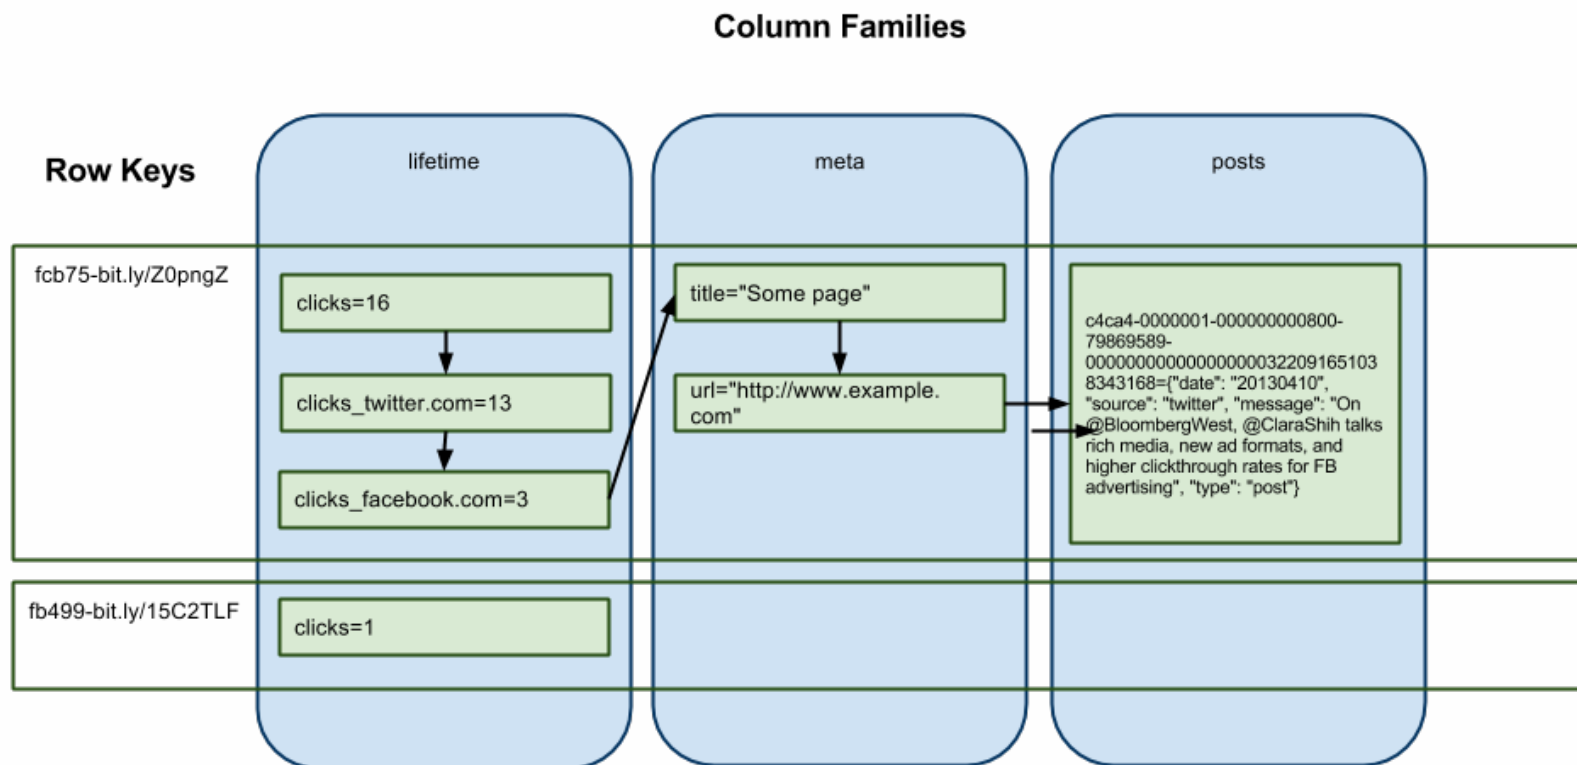 Column Families
Row Keys
lifetime
meta
posts
fcb75-bit.ly/Z0pngZ
clicks=16
clicks_twitter.com=13
clicks_facebook.com=3
title="Some page"
url="http://www.example.
com"
c4ca4-0000001-000000000800-
79869589-
000000000000000000032209165103
8343168={"date": "20130410",
"source": "twitter", "message": "On
@BloombergWest, @ClaraShih talks
rich media, new ad formats, and
higher clickthrough rates for FB
advertising", "type": "post"}
fb499-bit.ly/15C2TLF
clicks=1